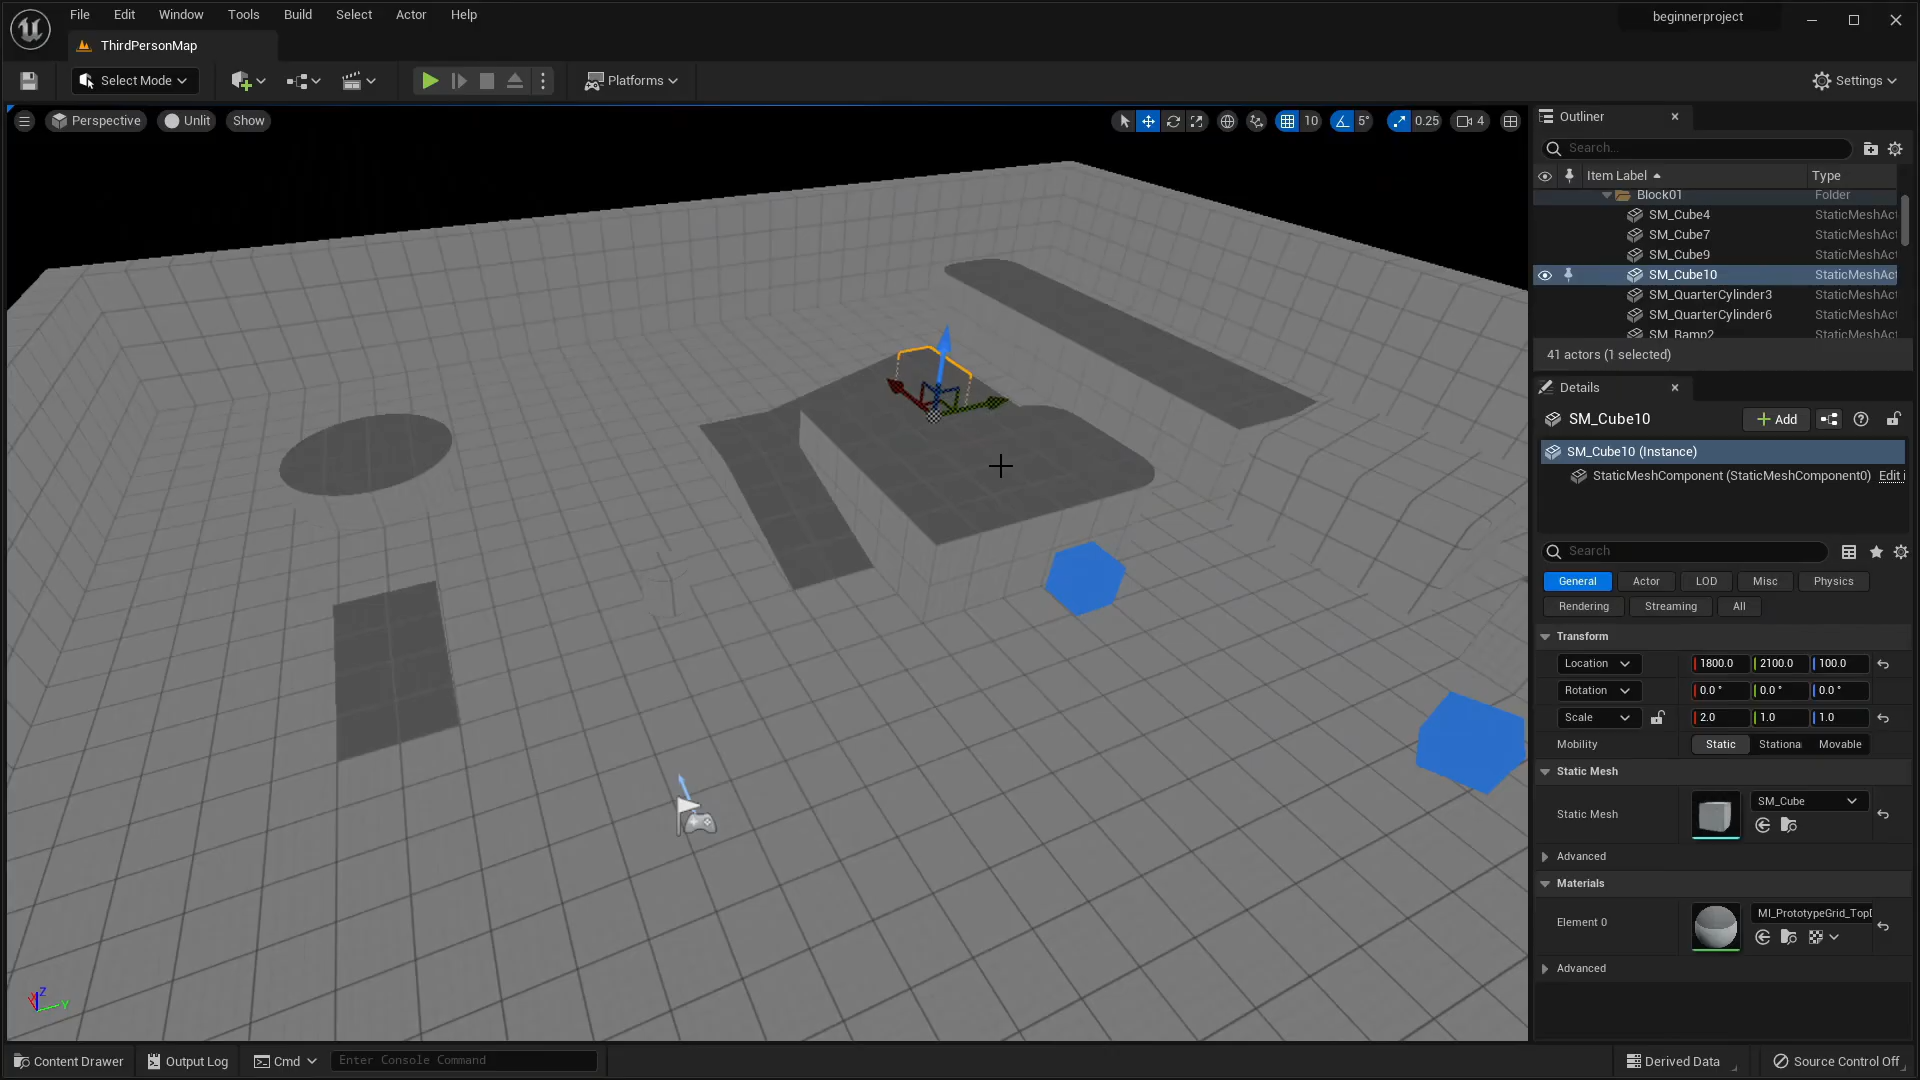 File Edit Window Tools Build Select Actor Help
beginnerproject
ThirdPersonMap
Select Mode
Platforms
Settings
Perspective
Unlit
Show
10
5°
0.25
4
Outliner
Search...
Item Label
Type
Block01 Folder
SM_Cube4 StaticMeshAct
SM_Cube7 StaticMeshAct
SM_Cube9 StaticMeshAct
SM_Cube10 StaticMeshAct
SM_QuarterCylinder3 StaticMeshAct
SM_QuarterCylinder6 StaticMeshAct
SM_Ramp2 StaticMeshAct
41 actors (1 selected)
Details
SM_Cube10
Add
SM_Cube10 (Instance)
StaticMeshComponent (StaticMeshComponent0) Edit i
Search
General Actor LOD Misc Physics
Rendering Streaming All
Transform
Location 1800.0 2100.0 100.0
Rotation 0.0 ° 0.0 ° 0.0 °
Scale 2.0 1.0 1.0
Mobility Static Stationa Movable
Static Mesh
Static Mesh SM_Cube
Advanced
Materials
Element 0 MI_PrototypeGrid_TopD
Advanced
X Z Y
Content Drawer
Output Log
Cmd
Enter Console Command
Derived Data
Source Control Off